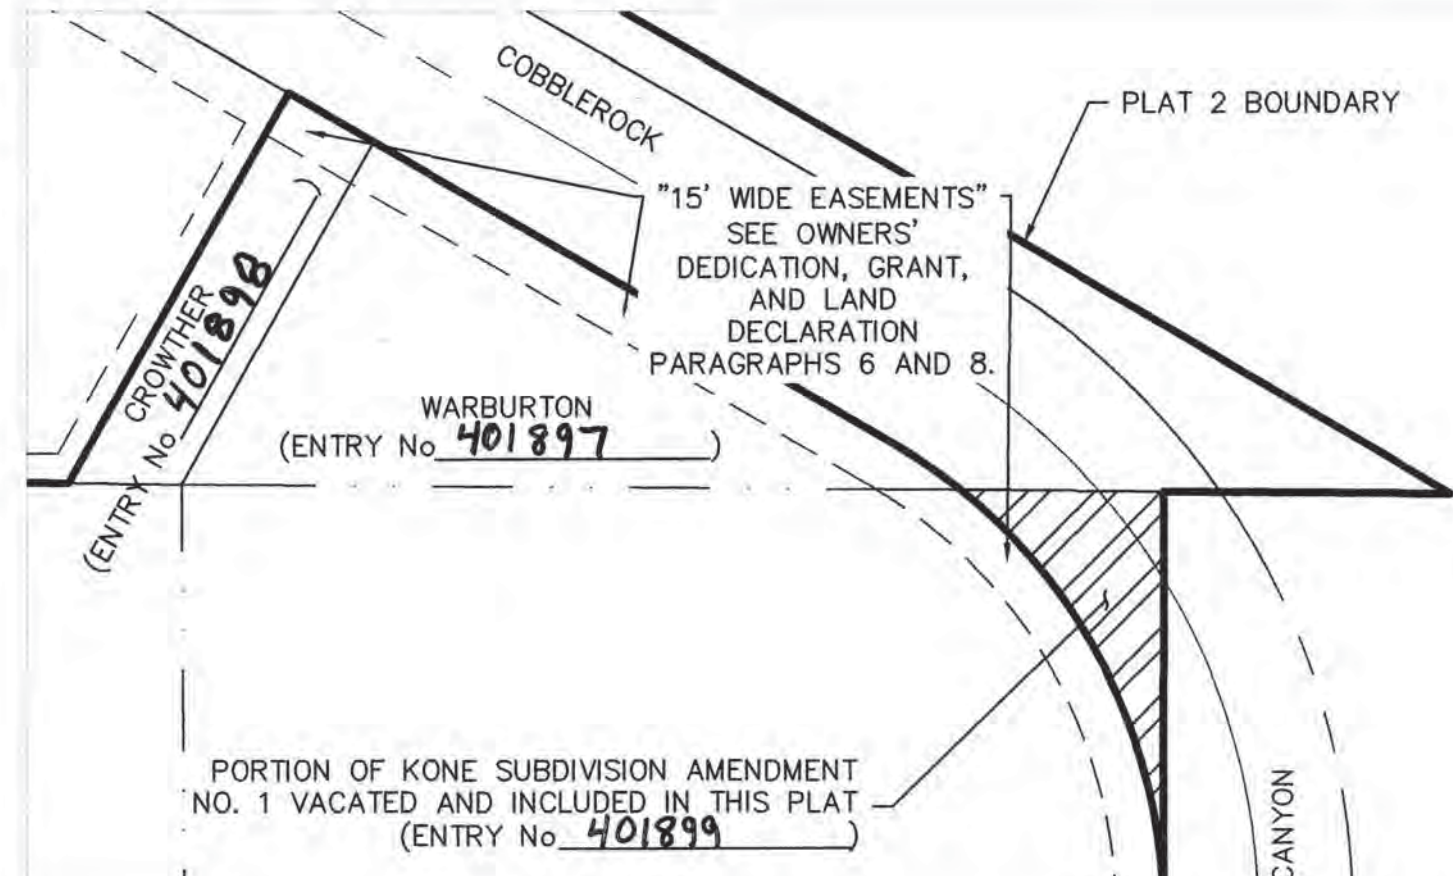 COBBLEROCK
PLAT 2 BOUNDARY
"15' WIDE EASEMENTS"
SEE OWNERS'
DEDICATION, GRANT,
AND LAND
DECLARATION
PARAGRAPHS 6 AND 8.
CROWTHER
(ENTRY No 401898)
WARBURTON
(ENTRY No 401897)
PORTION OF KONE SUBDIVISION AMENDMENT
NO. 1 VACATED AND INCLUDED IN THIS PLAT
(ENTRY No 401899)
CANYON